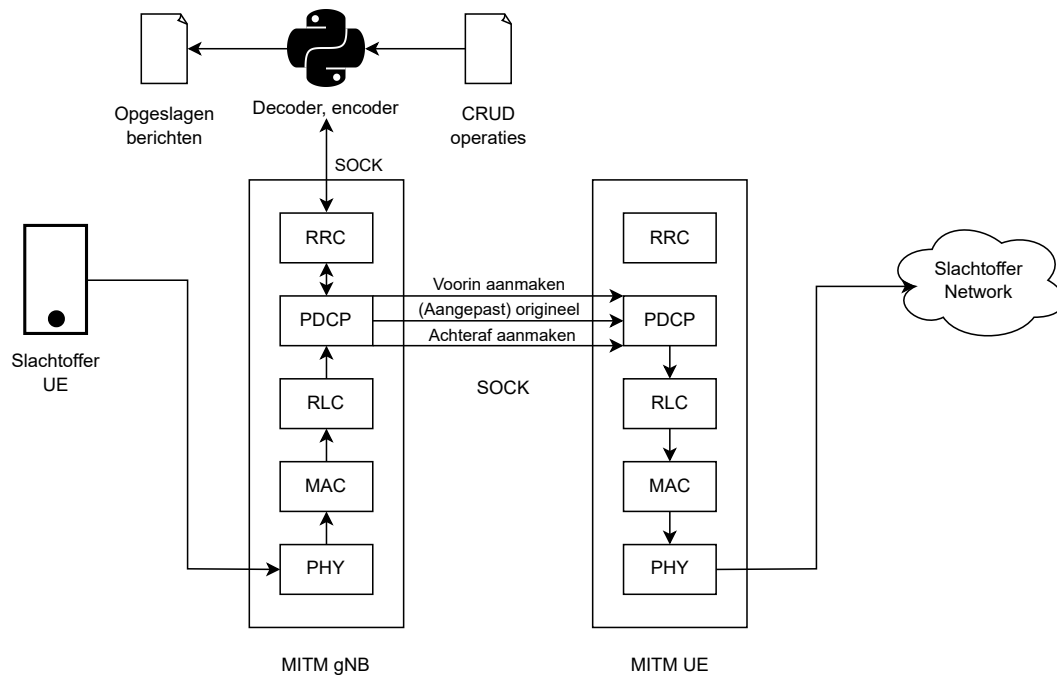 Opgeslagen
berichten
Decoder, encoder
CRUD
operaties
SOCK
RRC
PDCP
RLC
MAC
PHY
MITM gNB
Slachtoffer
UE
Voorin aanmaken
(Aangepast) origineel
Achteraf aanmaken
SOCK
RRC
PDCP
RLC
MAC
PHY
MITM UE
Slachtoffer
Network